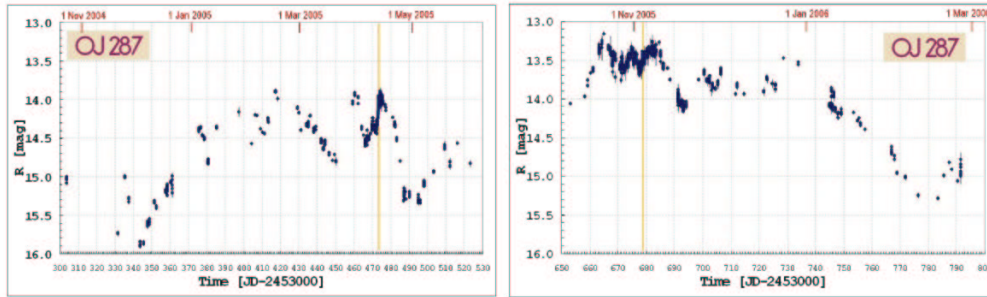 1 Nov 2004 1 Jan 2005 1 Mar 2005 1 May 2005
13.0
OJ 287
13.5
14.0
14.5
15.0
15.5
16.0
R [mag]
300 310 320 330 340 350 360 370 380 390 400 410 420 430 440 450 460 470 480 490 500 510 520 530
Time [JD-2453000]
1 Nov 2005 1 Jan 2006 1 Mar 2006
13.0
OJ 287
13.5
14.0
14.5
15.0
15.5
16.0
R [mag]
650 660 670 680 690 700 710 720 730 740 750 760 770 780 790
Time [JD-2453000]